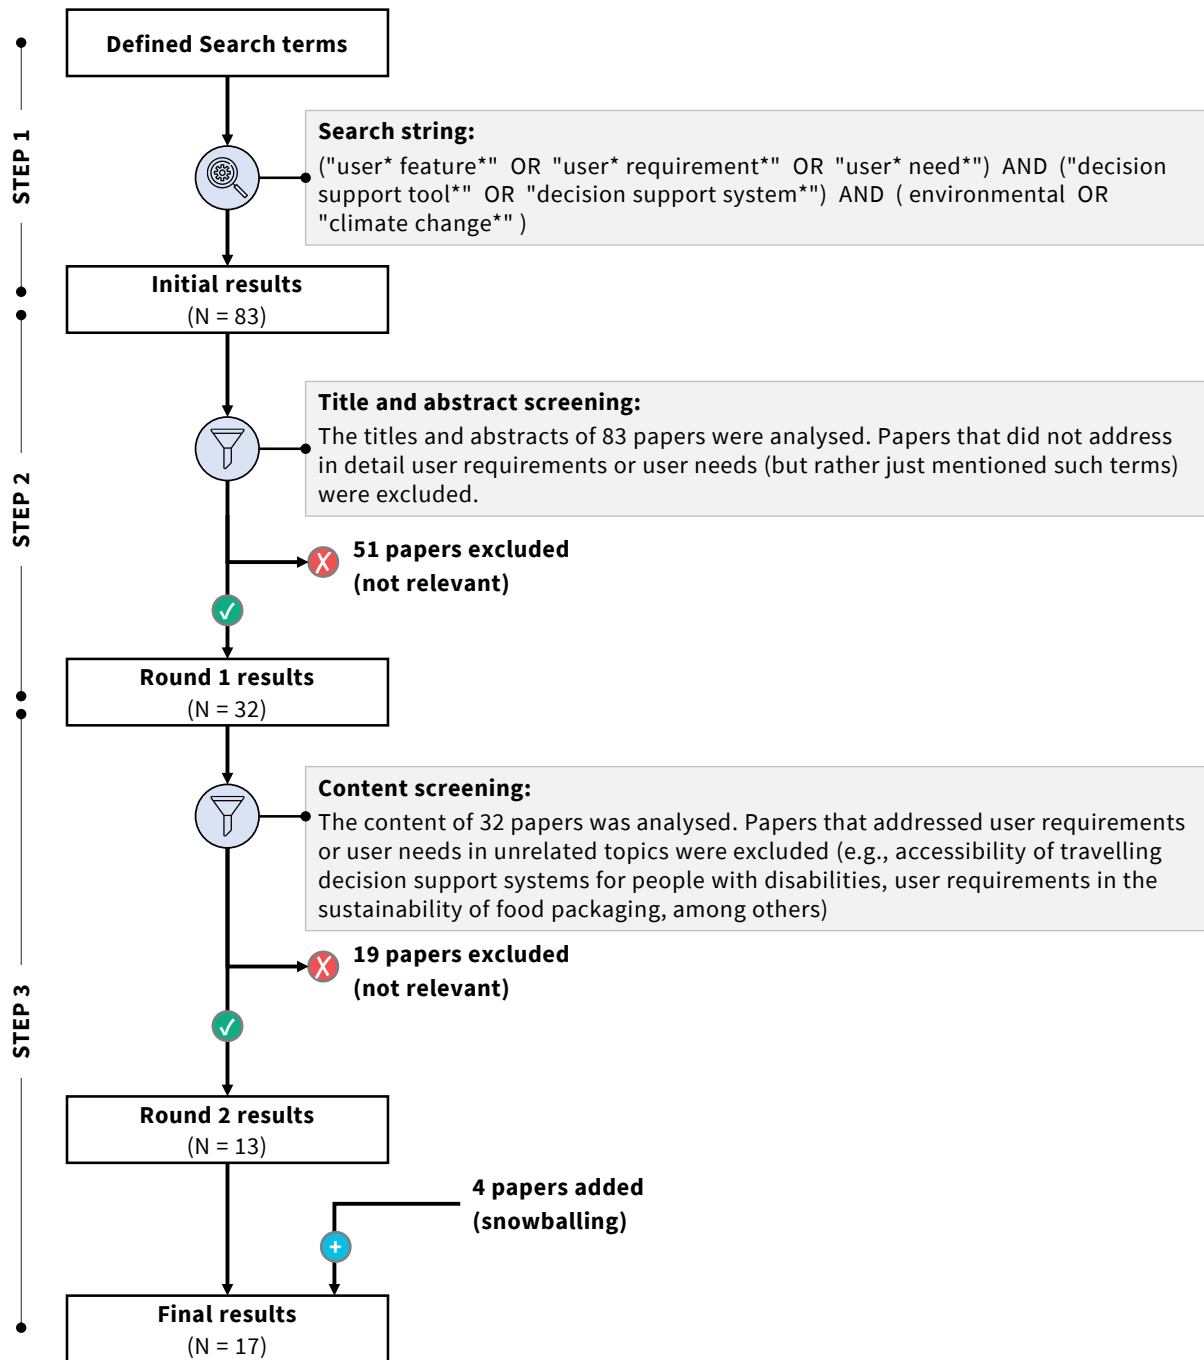 Defined Search terms
STEP 1
Search string:
("user* feature*" OR "user* requirement*" OR "user* need*") AND ("decision
support tool*" OR "decision support system*") AND ( environmental OR
"climate change*" )
Initial results
(N = 83)
STEP 2
Title and abstract screening:
The titles and abstracts of 83 papers were analysed. Papers that did not address
in detail user requirements or user needs (but rather just mentioned such terms)
were excluded.
51 papers excluded
(not relevant)
Round 1 results
(N = 32)
STEP 3
Content screening:
The content of 32 papers was analysed. Papers that addressed user requirements
or user needs in unrelated topics were excluded (e.g., accessibility of travelling
decision support systems for people with disabilities, user requirements in the
sustainability of food packaging, among others)
19 papers excluded
(not relevant)
Round 2 results
(N = 13)
4 papers added
(snowballing)
Final results
(N = 17)